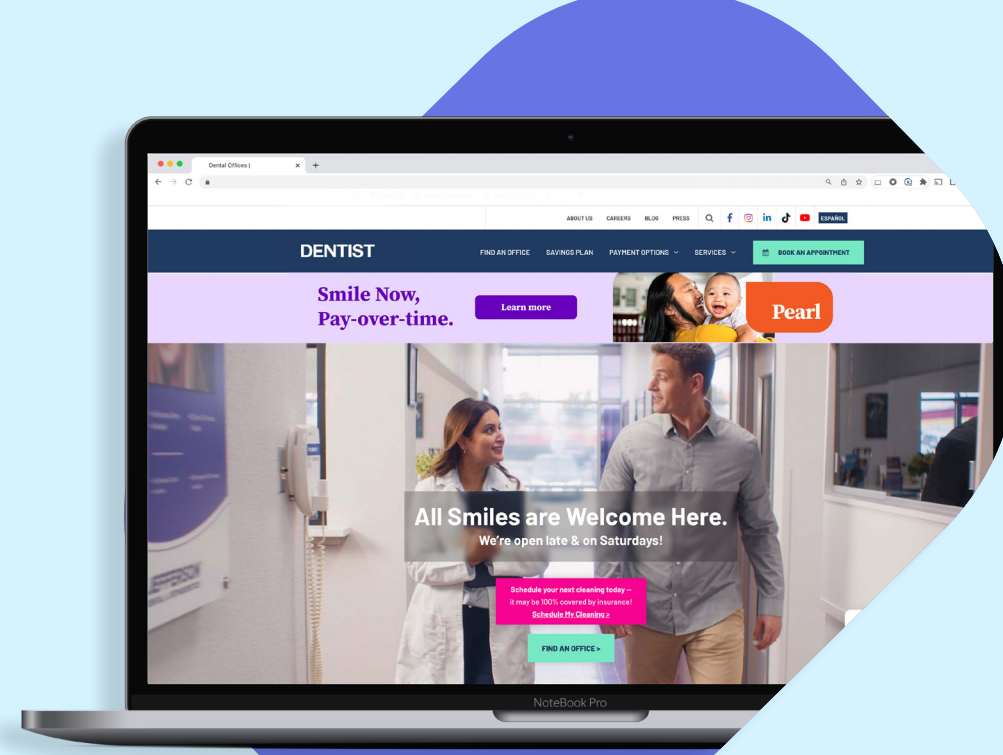 Dental Offices |
ABOUT US CAREERS BLOG PRESS ESPAÑOL
DENTIST FIND AN OFFICE SAVINGS PLAN PAYMENT OPTIONS SERVICES BOOK AN APPOINTMENT
Smile Now,
Pay-over-time.
Learn more
Pearl
All Smiles are Welcome Here.
We're open late & on Saturdays!
Schedule your next cleaning today –
it may be 100% covered by insurance!
Schedule My Cleaning >
FIND AN OFFICE >
NoteBook Pro